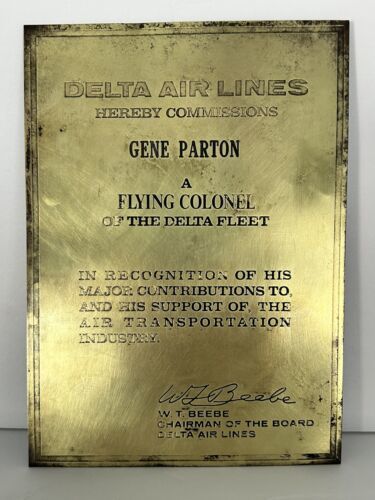 DELTA AIR LINES
HEREBY COMMISSIONS
GENE PARTON
A
FLYING COLONEL
OF THE DELTA FLEET
IN RECOGNITION OF HIS
MAJOR CONTRIBUTIONS TO,
AND HIS SUPPORT OF, THE
AIR TRANSPORTATION
INDUSTRY.
W T Beebe
W. T. BEEBE
CHAIRMAN OF THE BOARD
DELTA AIR LINES